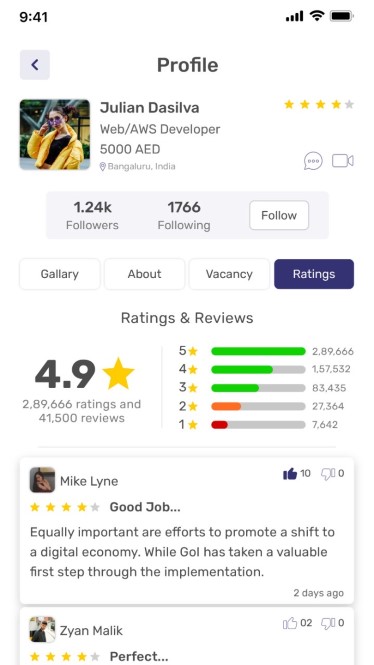 9:41
Profile
Julian Dasilva
Web/AWS Developer
5000 AED
Bangaluru, India
1.24k
Followers
1766
Following
Follow
Gallary
About
Vacancy
Ratings
Ratings & Reviews
4.9
2,89,666 ratings and
41,500 reviews
5 2,89,666
4 1,57,532
3 83,435
2 27,364
1 7,642
Mike Lyne
10
0
Good Job...
Equally important are efforts to promote a shift to
a digital economy. While GoI has taken a valuable
first step through the implementation.
2 days ago
Zyan Malik
02
0
Perfect...